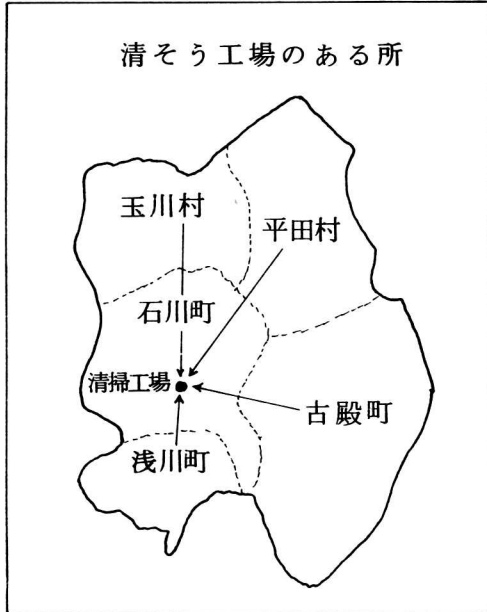 清そう工場のある所
玉川村
平田村
石川町
清掃工場
古殿町
浅川町